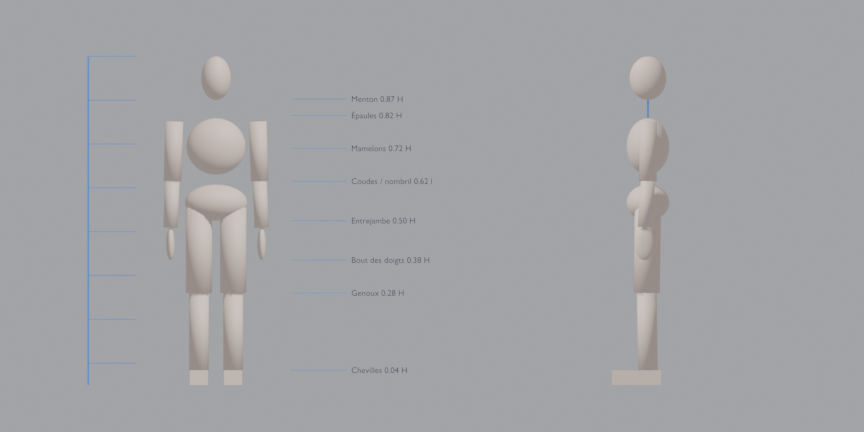 Menton 0.87 H
Épaules 0.82 H
Mamelons 0.72 H
Coudes / nombril 0.62 I
Entrejambe 0.50 H
Bout des doigts 0.38 H
Genoux 0.28 H
Chevilles 0.04 H